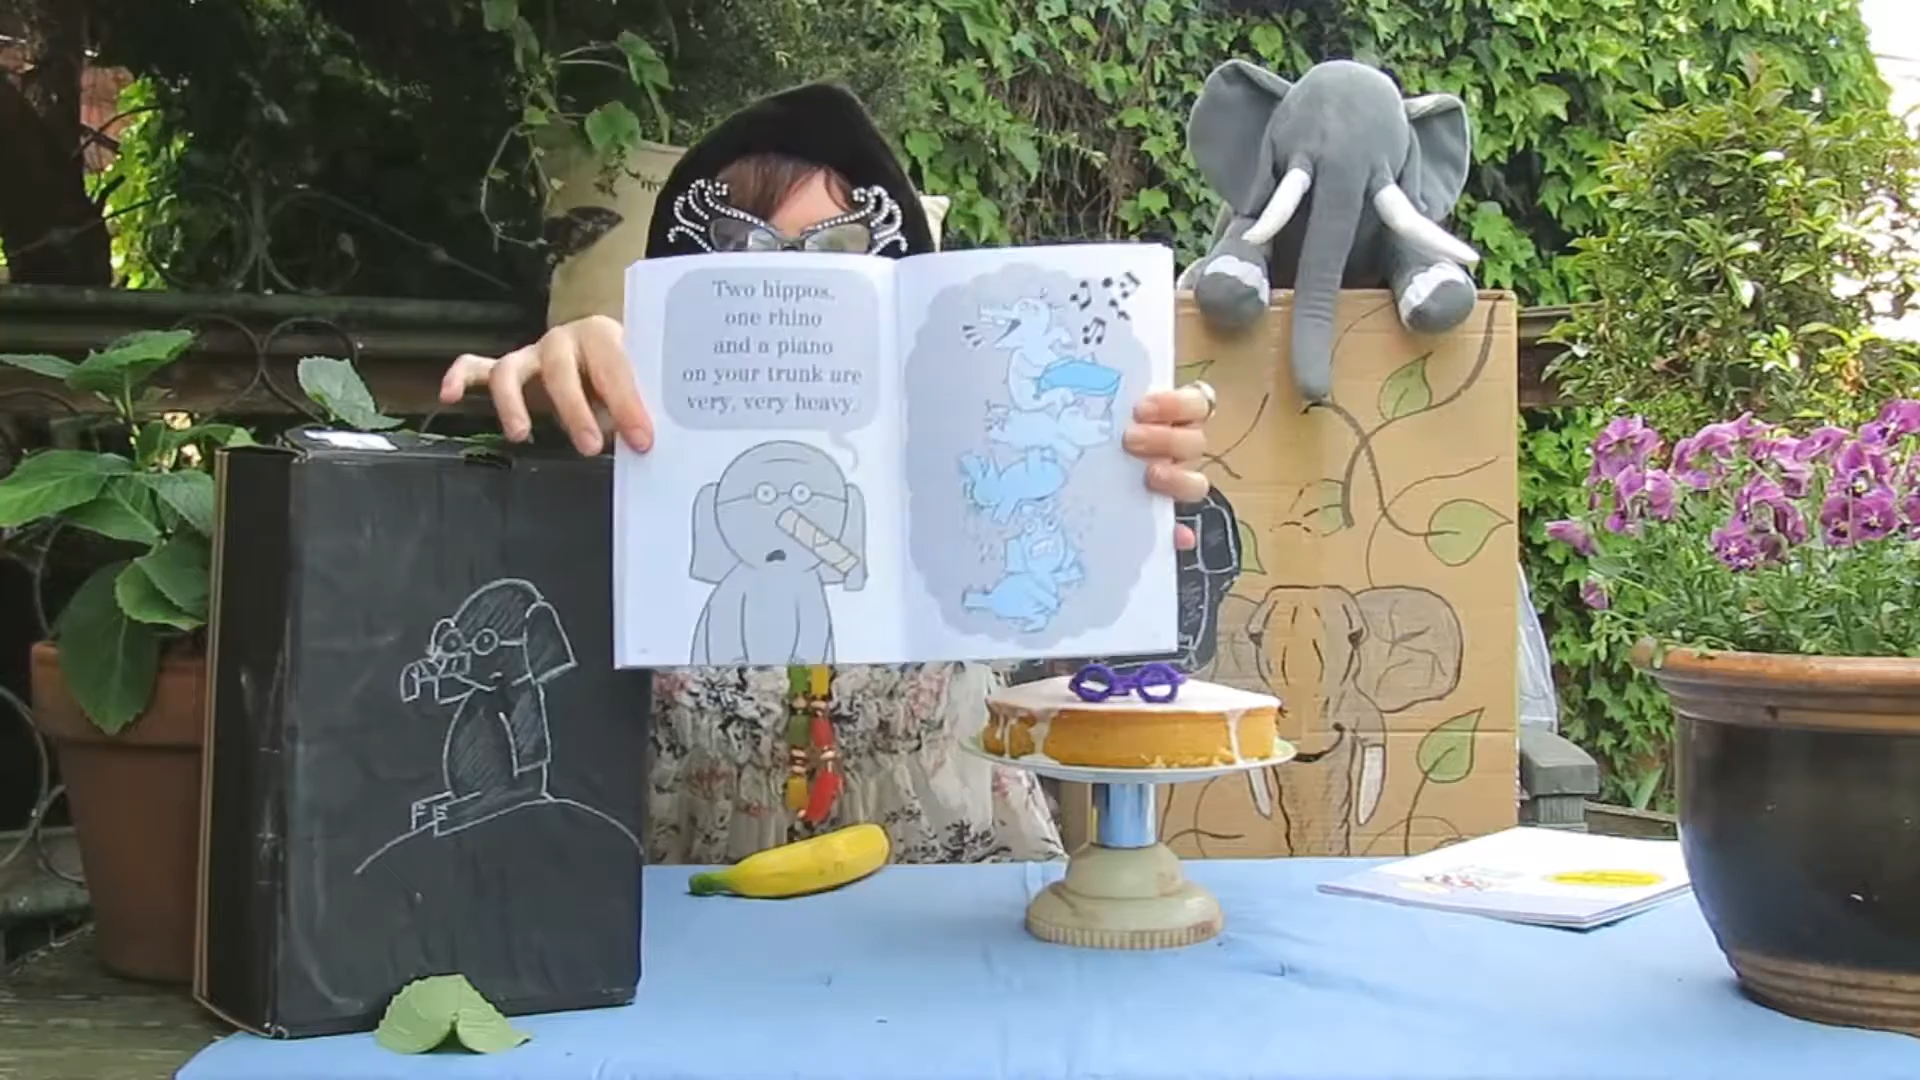 Two hippos,
one rhino
and a piano
on your trunk are
very, very heavy.